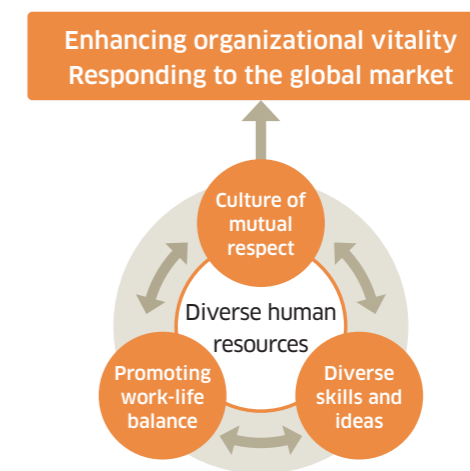 Enhancing organizational vitality
Responding to the global market
Culture of
mutual
respect
Diverse human
resources
Promoting
work-life
balance
Diverse
skills and
ideas